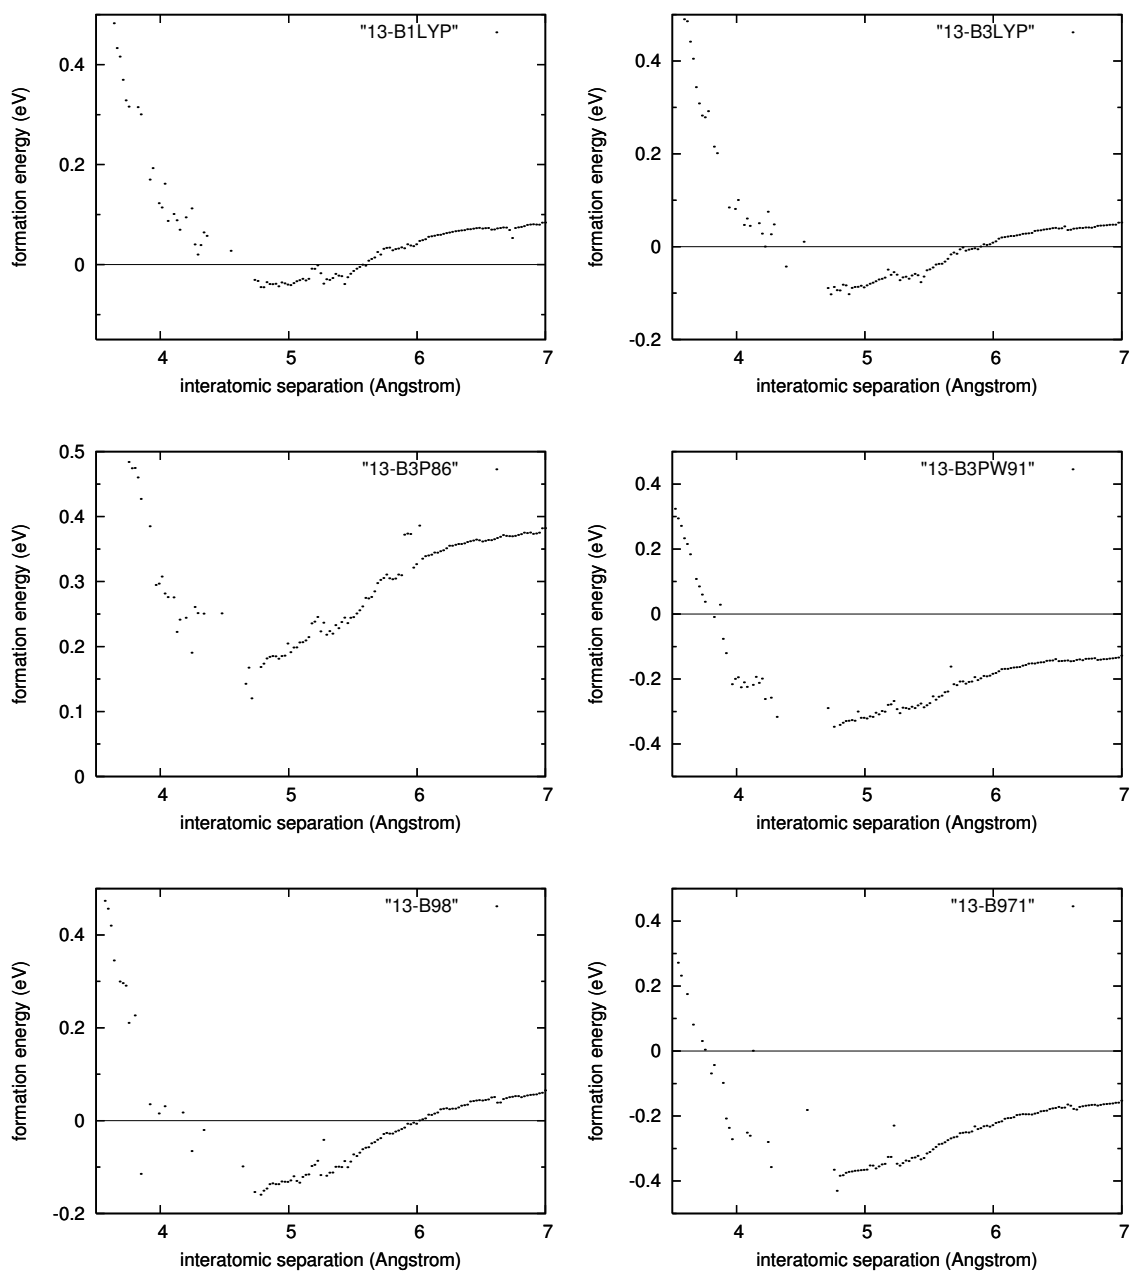 "13-B1LYP"
formation energy (eV)
0.4
0.2
0
4 5 6 7
interatomic separation (Angstrom)
"13-B3LYP"
formation energy (eV)
0.4
0.2
0
-0.2
4 5 6 7
interatomic separation (Angstrom)
"13-B3P86"
formation energy (eV)
0.5
0.4
0.3
0.2
0.1
0
4 5 6 7
interatomic separation (Angstrom)
"13-B3PW91"
formation energy (eV)
0.4
0.2
0
-0.2
-0.4
4 5 6 7
interatomic separation (Angstrom)
"13-B98"
formation energy (eV)
0.4
0.2
0
-0.2
4 5 6 7
interatomic separation (Angstrom)
"13-B971"
formation energy (eV)
0.4
0.2
0
-0.2
-0.4
4 5 6 7
interatomic separation (Angstrom)